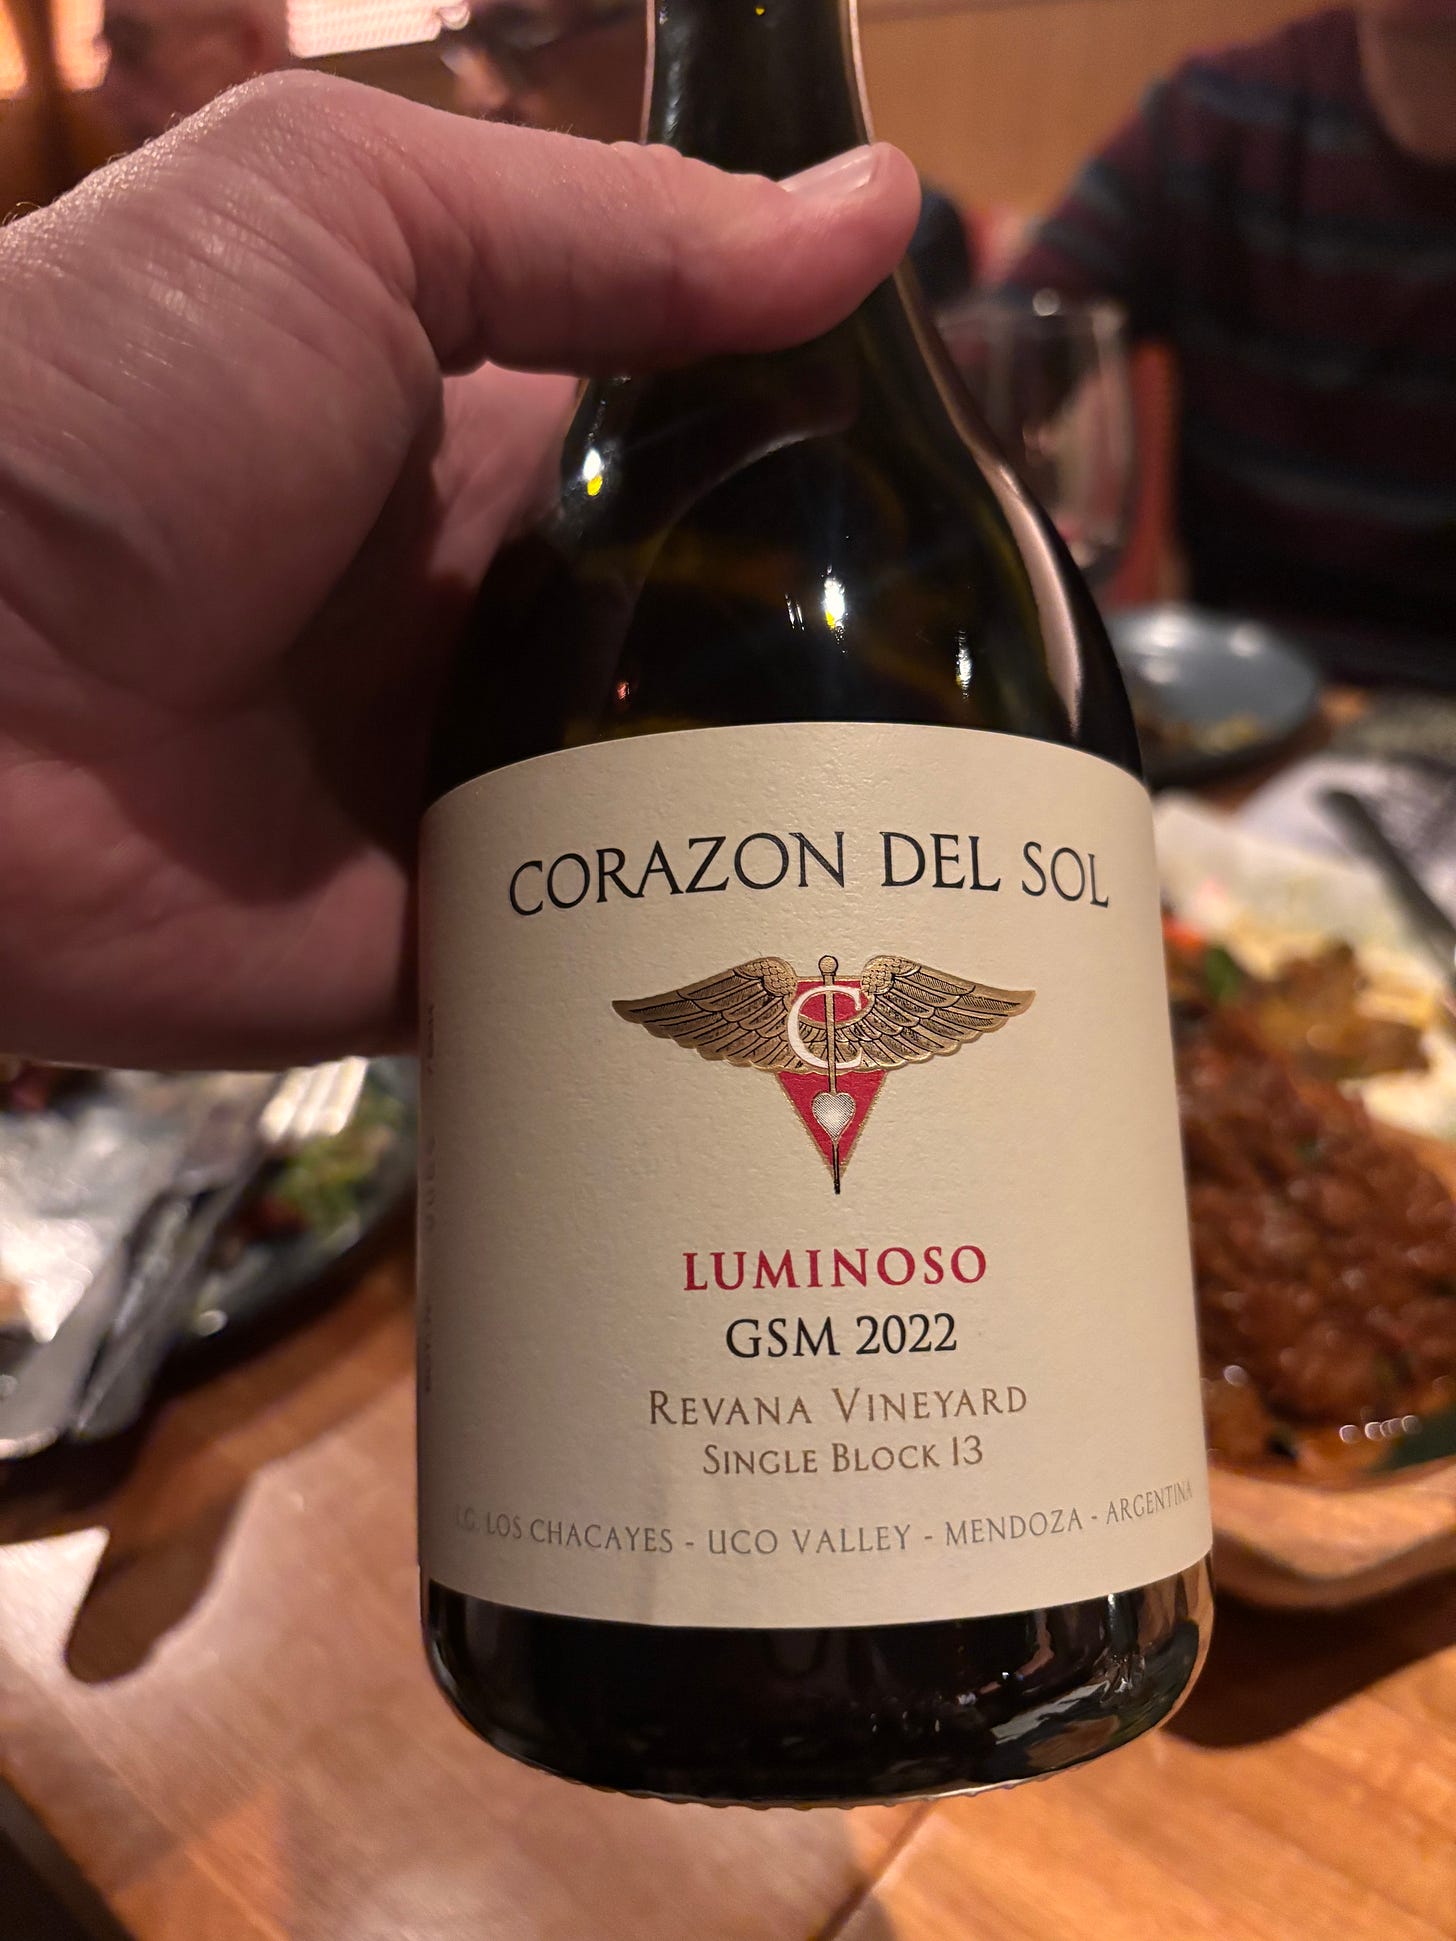 CORAZON DEL SOL
C
LUMINOSO
GSM 2022
REVANA VINEYARD
SINGLE BLOCK 13
LOS CHACAYES - UCO VALLEY - MENDOZA - ARGENTINA